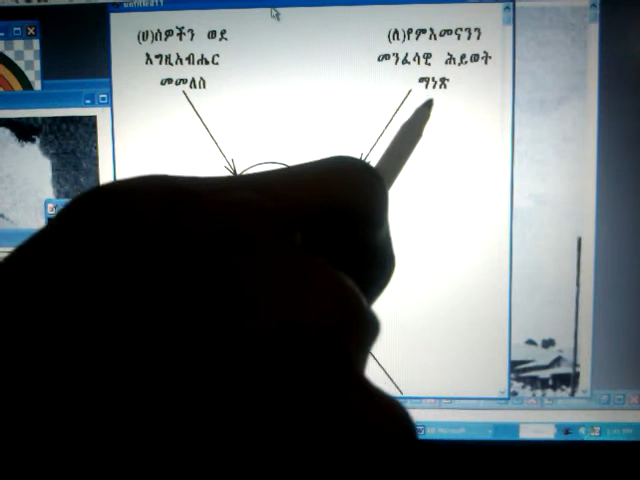 (ሀ)ሰዎችን ወደ
እግዚአብሔር
መመለስ
(ለ)የምእመናንን
መንፈሳዊ ሕይወት
ማነጽ